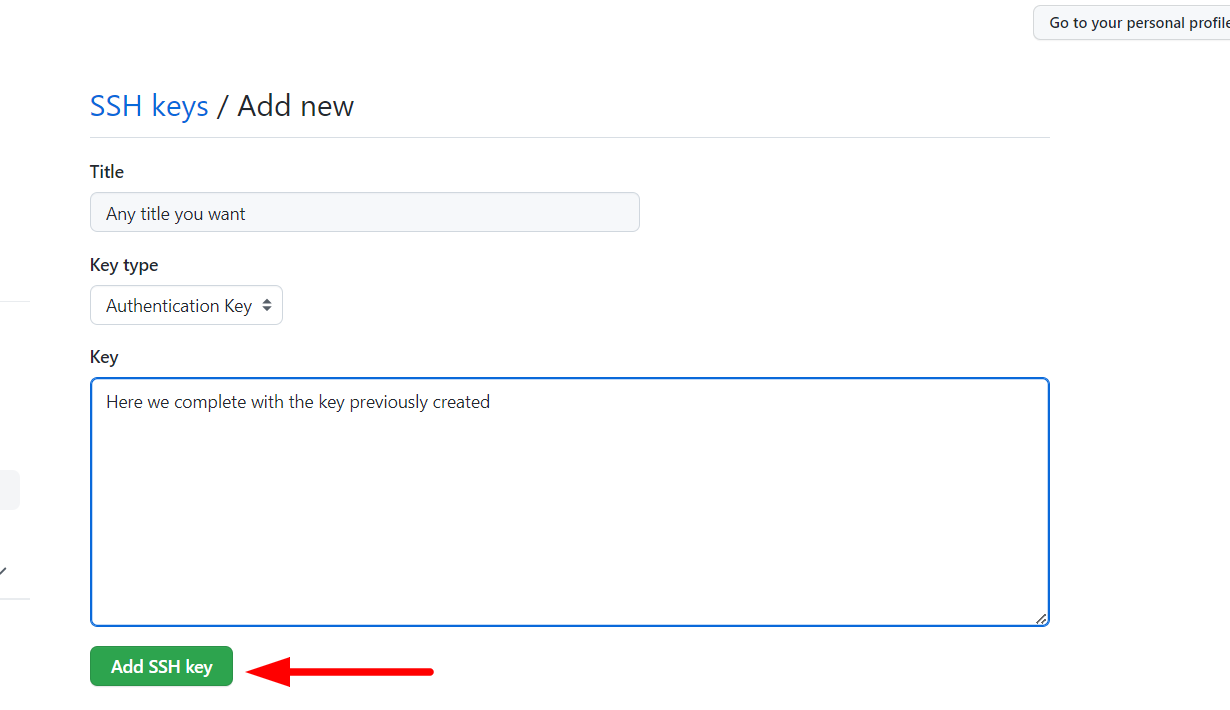 Go to your personal profile
SSH keys / Add new
Title
Any title you want
Key type
Authentication Key
Key
Here we complete with the key previously created
Add SSH key